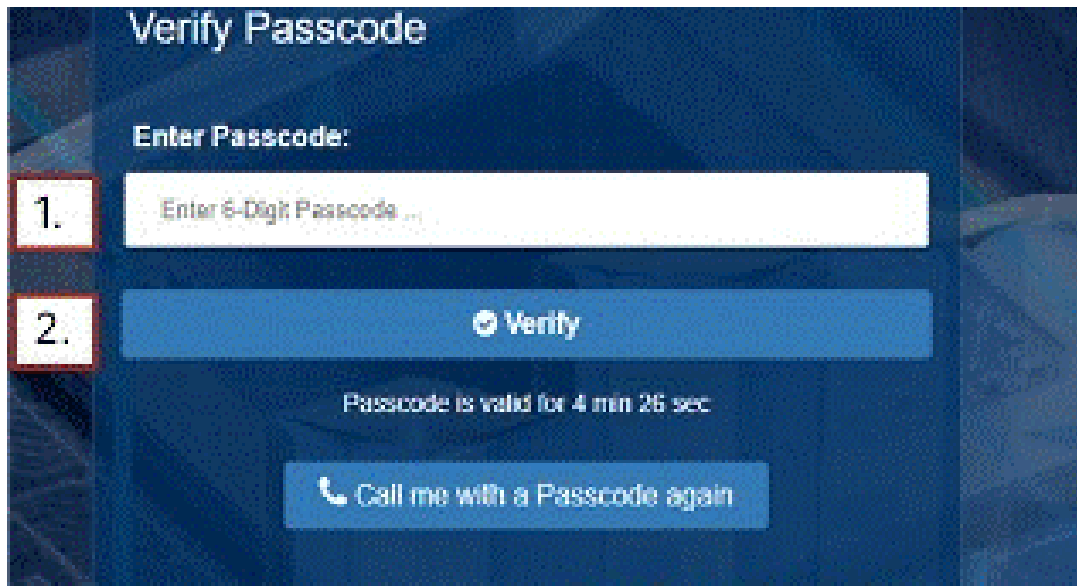 Verify Passcode
Enter Passcode:
1.
Enter 6-Digit Passcode ...
2.
Verify
Passcode is valid for 4 min 26 sec
Call me with a Passcode again